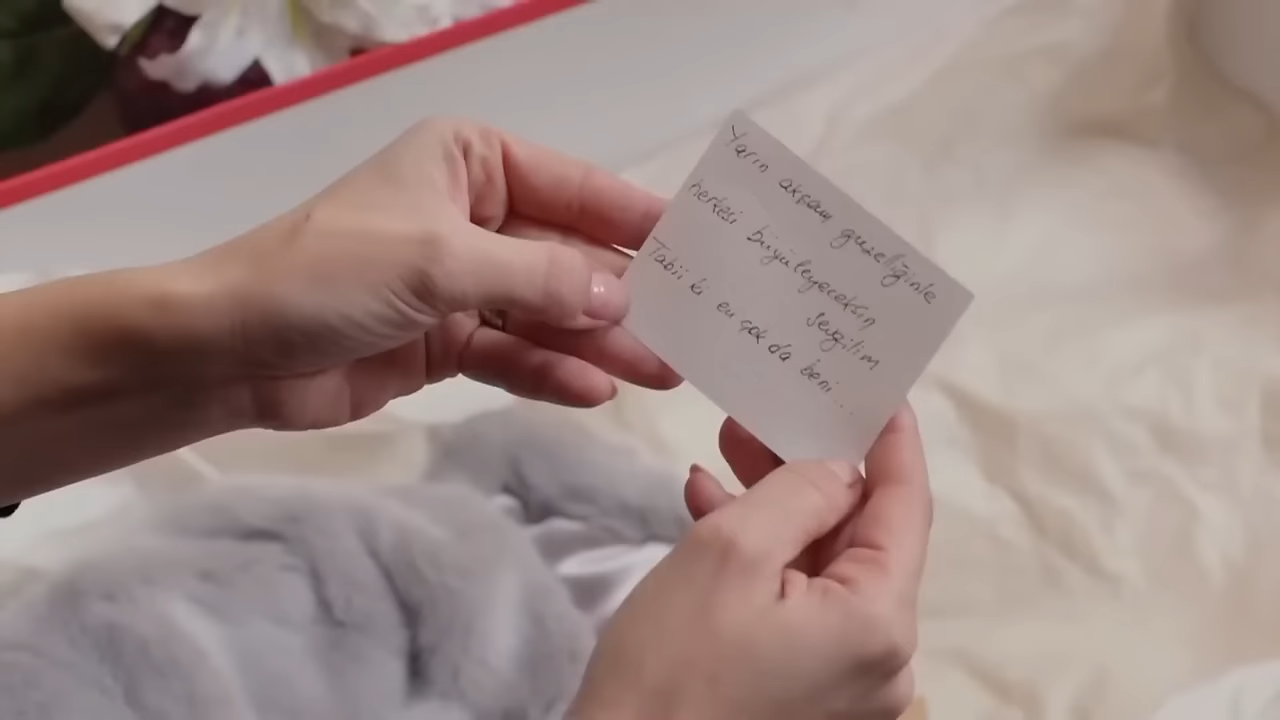 Yarın akşam güzelliğinle
herkesi büyüleyeceksin
sevgilim
Tabii ki en çok da beni...